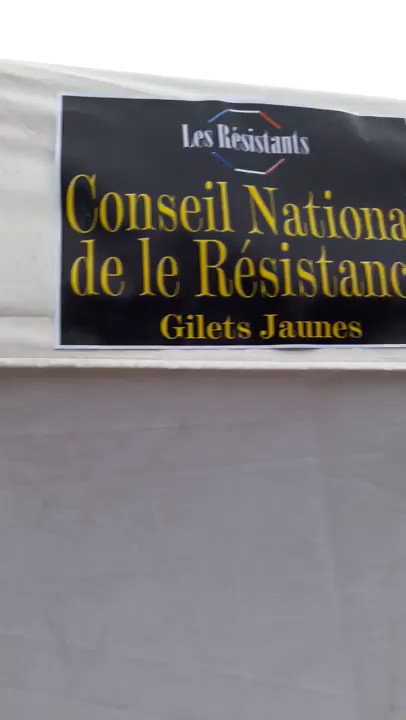 Les Résistants
Conseil Nationa
de le Résistanc
Gilets Jaunes